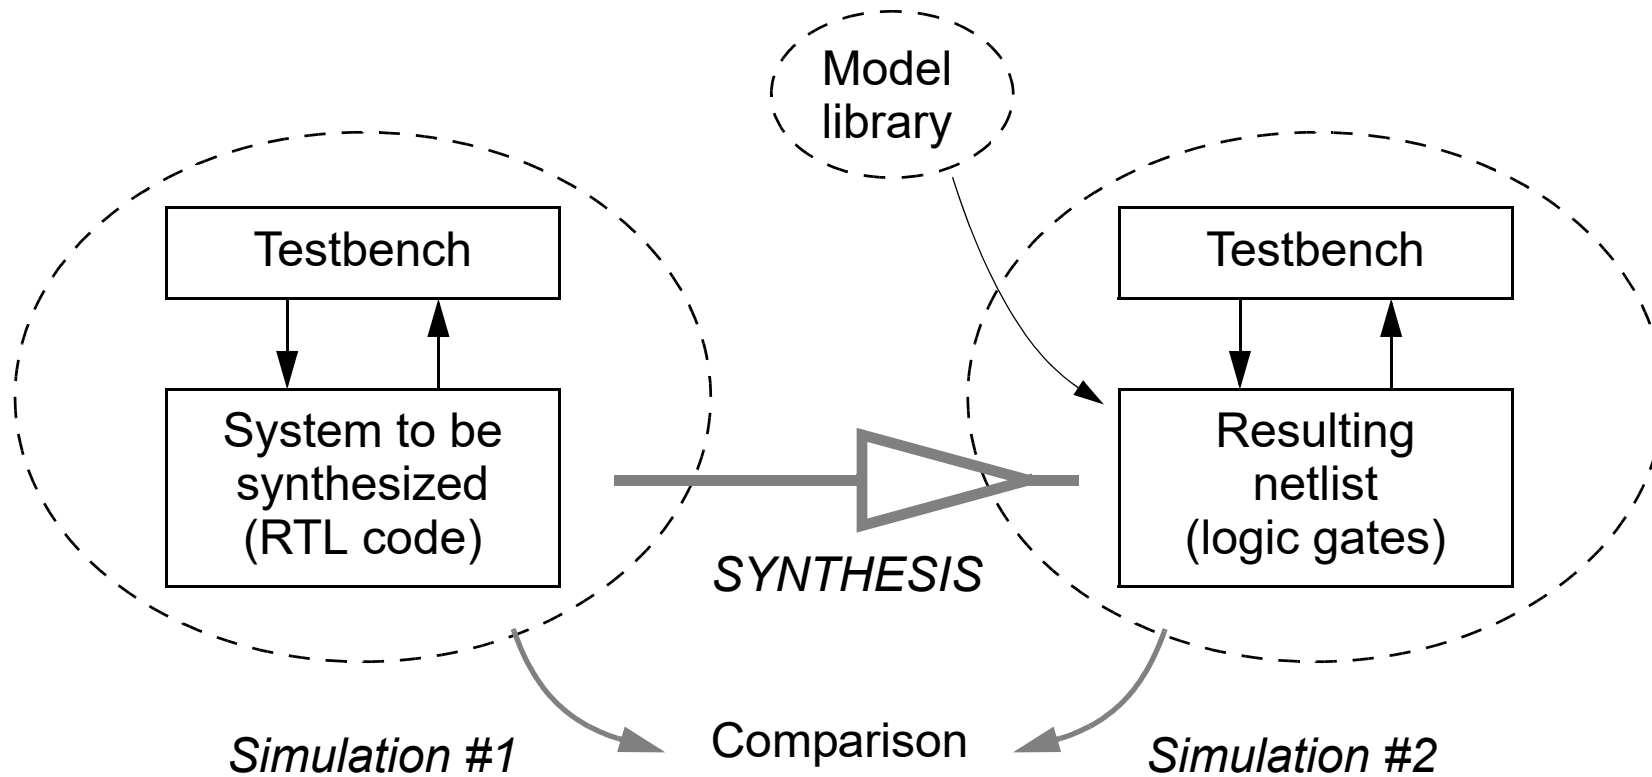 Model
library
Testbench
Testbench
System to be
synthesized
(RTL code)
Resulting
netlist
(logic gates)
SYNTHESIS
Simulation #1
Comparison
Simulation #2